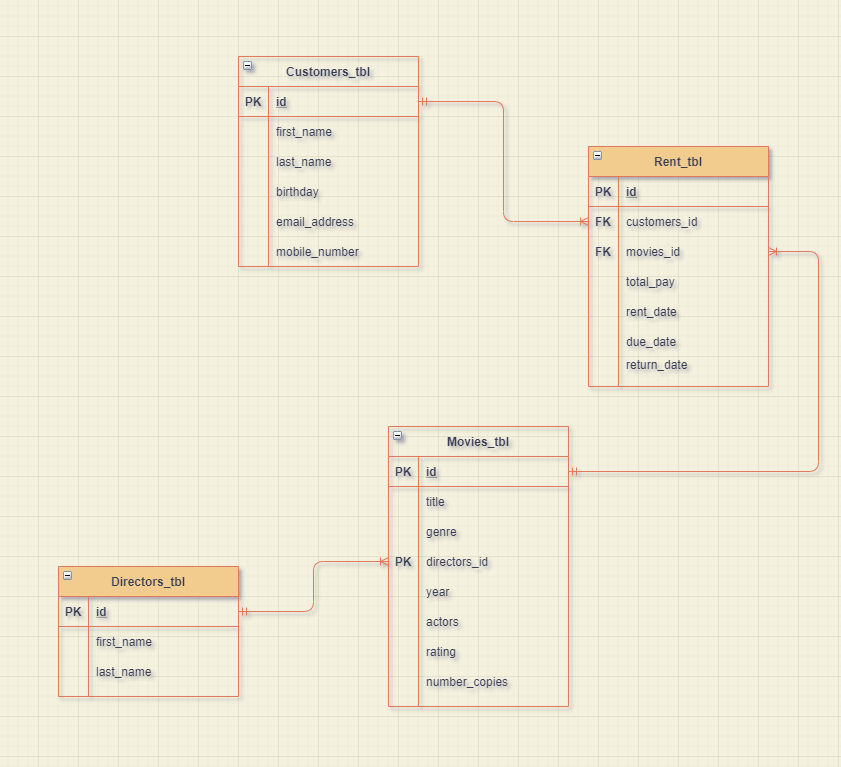 Customers_tbl
PK id
first_name
last_name
birthday
email_address
mobile_number
Rent_tbl
PK id
FK customers_id
FK movies_id
total_pay
rent_date
due_date
return_date
Movies_tbl
PK id
title
genre
PK directors_id
year
actors
rating
number_copies
Directors_tbl
PK id
first_name
last_name